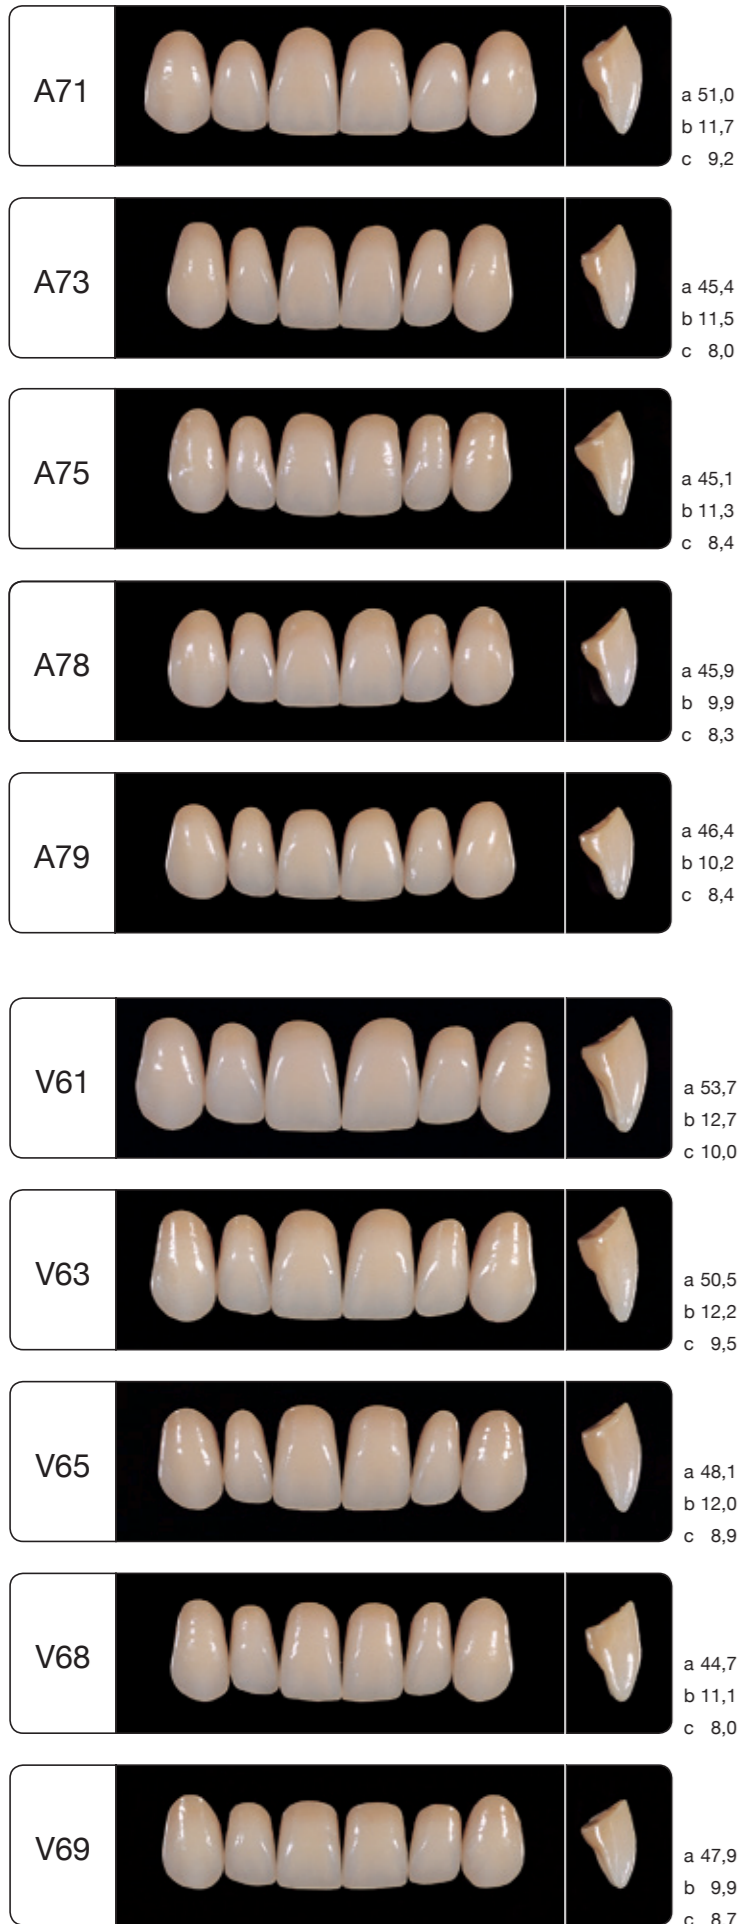 A71
a 51,0
b 11,7
c 9,2
A73
a 45,4
b 11,5
c 8,0
A75
a 45,1
b 11,3
c 8,4
A78
a 45,9
b 9,9
c 8,3
A79
a 46,4
b 10,2
c 8,4
V61
a 53,7
b 12,7
c 10,0
V63
a 50,5
b 12,2
c 9,5
V65
a 48,1
b 12,0
c 8,9
V68
a 44,7
b 11,1
c 8,0
V69
a 47,9
b 9,9
c 8,7